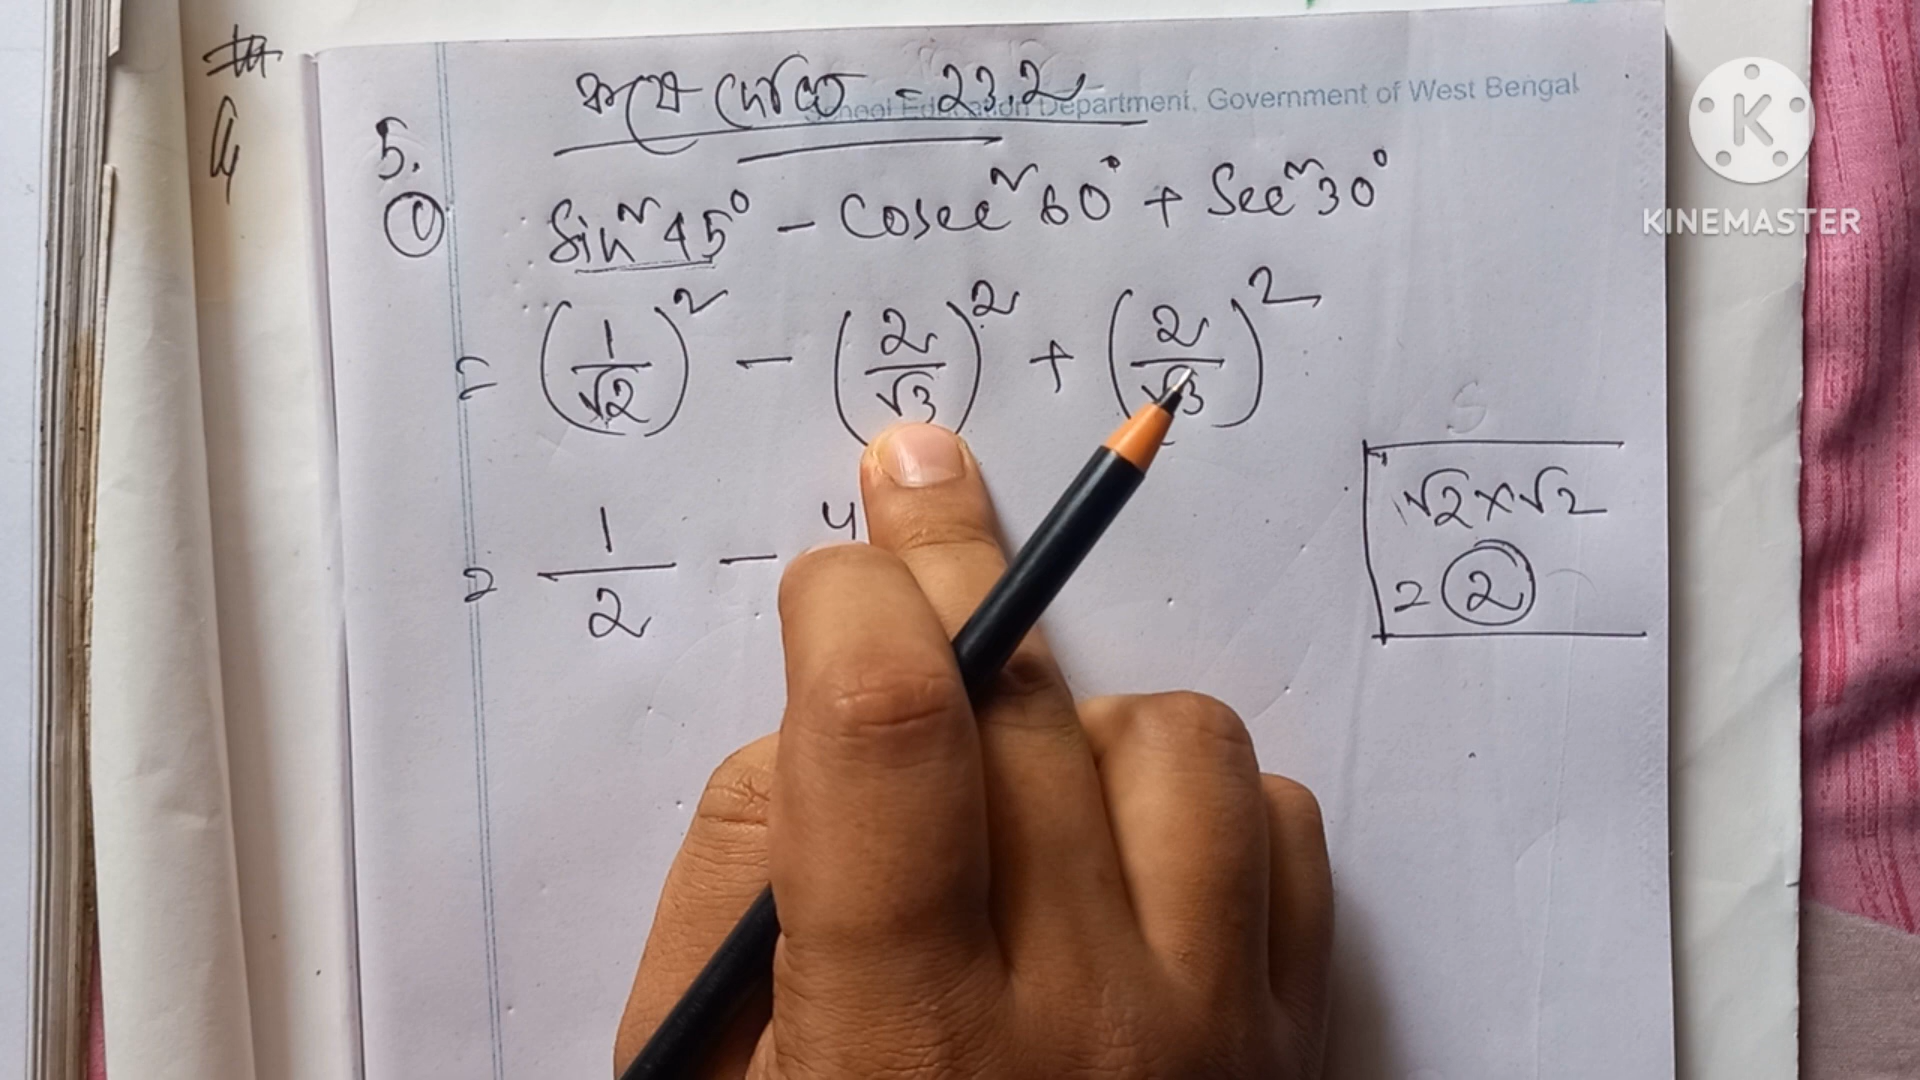 কষে দেখি - 23.2
School Education Department, Government of West Bengal
5.
(i) Sin²45° - Cosec²60° + Sec²30°
= (1/√2)² - (2/√3)² + (2/√3)²
= 1/2 - 4
√2×√2
= 2
KINEMASTER